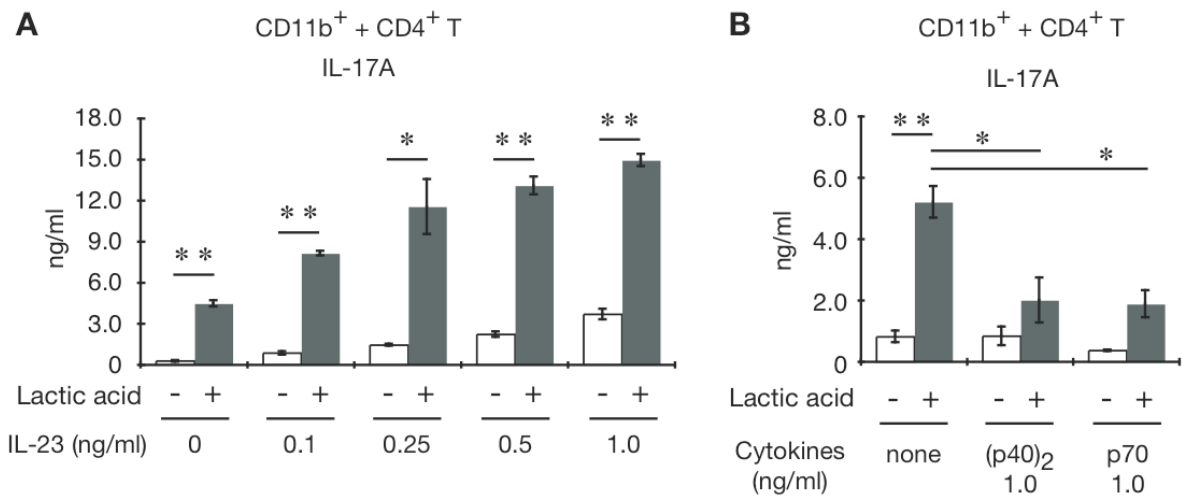 A
CD11b⁺ + CD4⁺ T
IL-17A
18.0
15.0
12.0
9.0
6.0
3.0
0
ng/ml
* *
* *
*
* *
* *
Lactic acid - + - + - + - + - +
IL-23 (ng/ml) 0 0.1 0.25 0.5 1.0
B
CD11b⁺ + CD4⁺ T
IL-17A
8.0
6.0
4.0
2.0
0
ng/ml
* *
*
*
Lactic acid - + - + - +
Cytokines none (p40)₂ p70
(ng/ml) 1.0 1.0